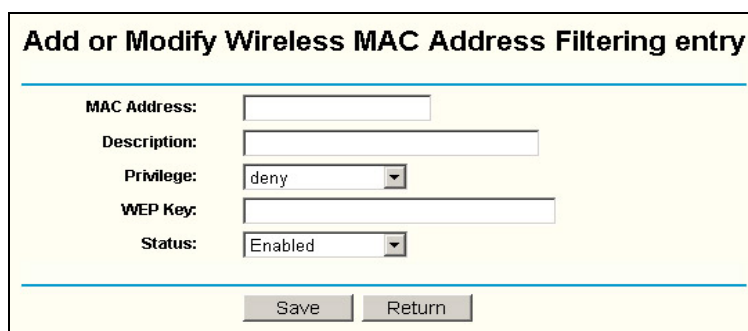 Add or Modify Wireless MAC Address Filtering entry
MAC Address:
Description:
Privilege: deny
WEP Key:
Status: Enabled
Save Return